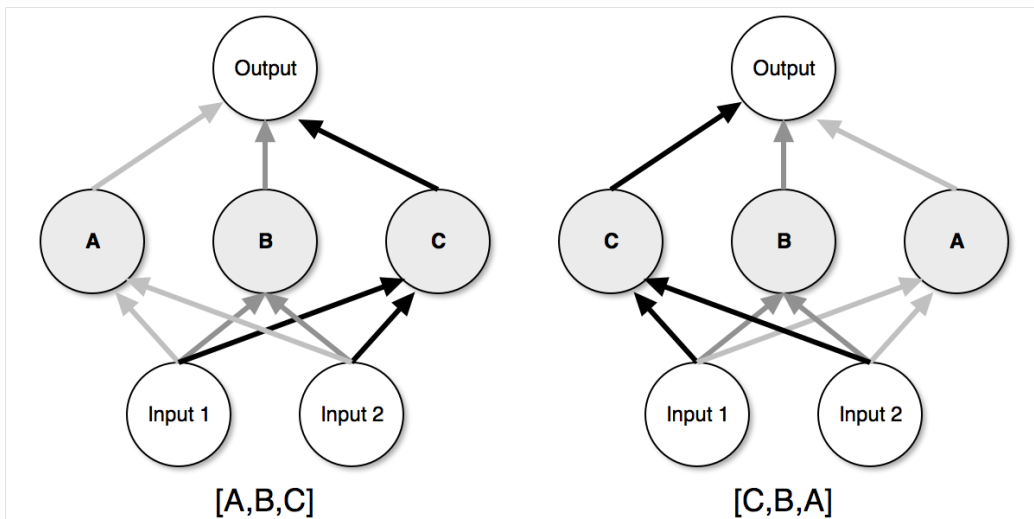 Output
A B C
Input 1 Input 2
[A,B,C]
Output
C B A
Input 1 Input 2
[C,B,A]